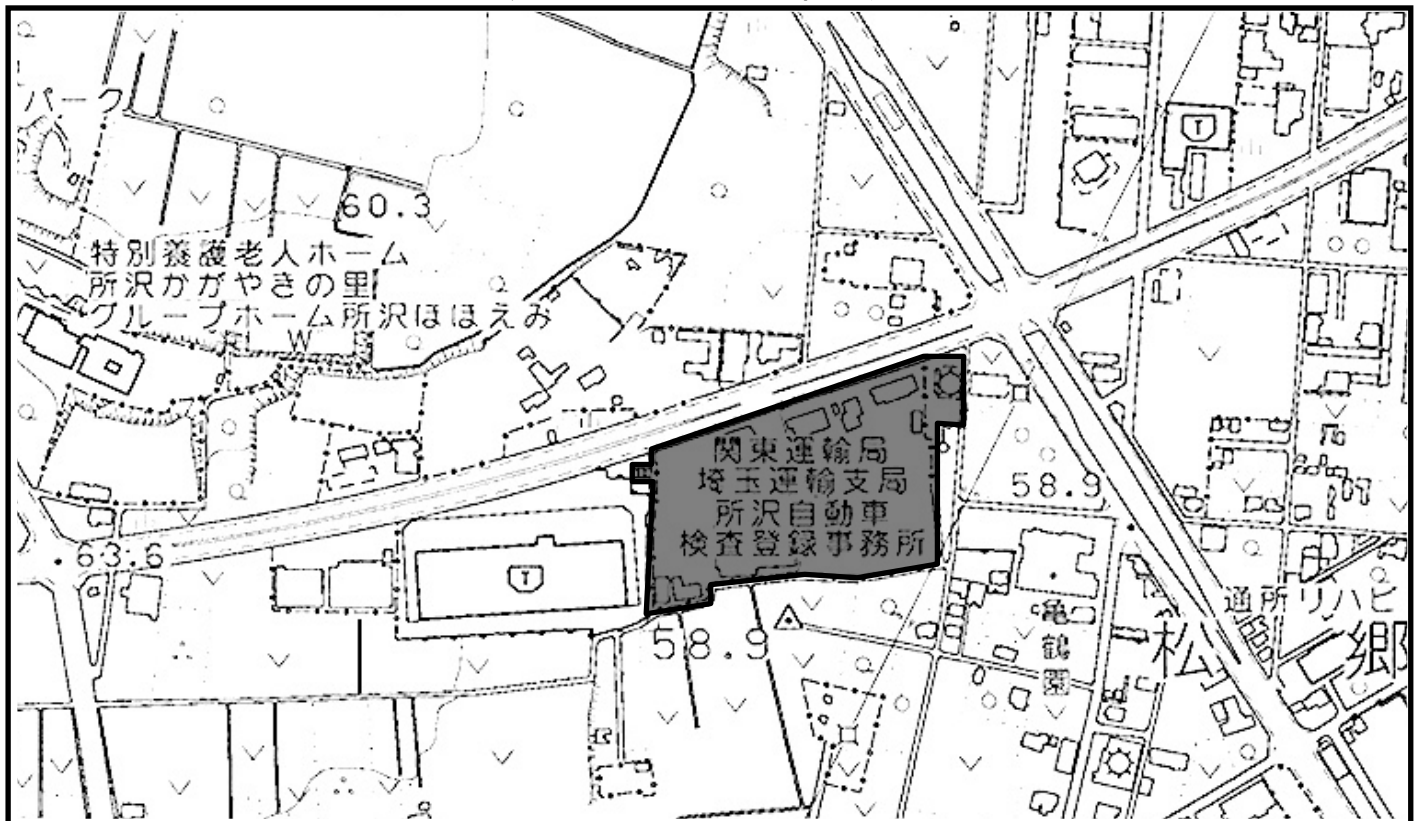 パーク
60.3
特別養護老人ホーム
所沢かがやきの里
グループホーム所沢ほほえみ
W
関東運輸局
埼玉運輸支局
所沢自動車
検査登録事務所
58.9
63.6
58.9
亀鶴園
通所リハビ
松郷